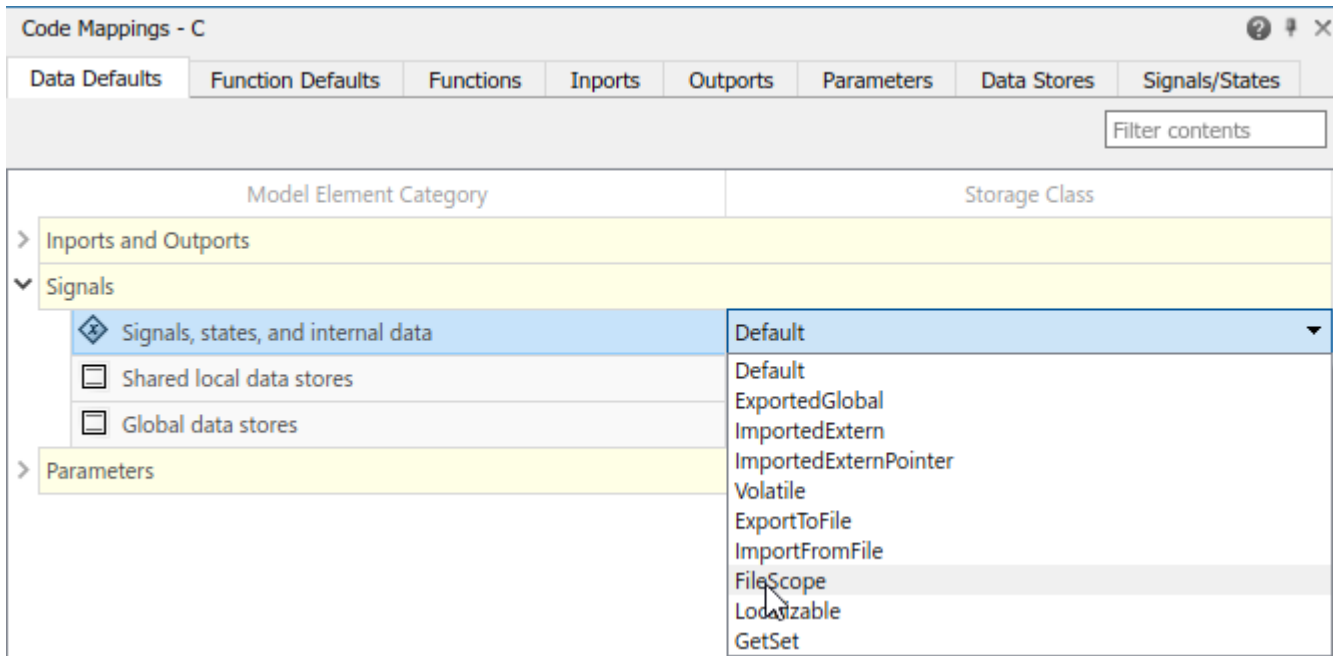 Code Mappings - C
Data Defaults Function Defaults Functions Inports Outports Parameters Data Stores Signals/States
Filter contents
Model Element Category Storage Class
Inports and Outports
Signals
Signals, states, and internal data Default
Shared local data stores
Global data stores
Parameters
Default
ExportedGlobal
ImportedExtern
ImportedExternPointer
Volatile
ExportToFile
ImportFromFile
FileScope
Localizable
GetSet